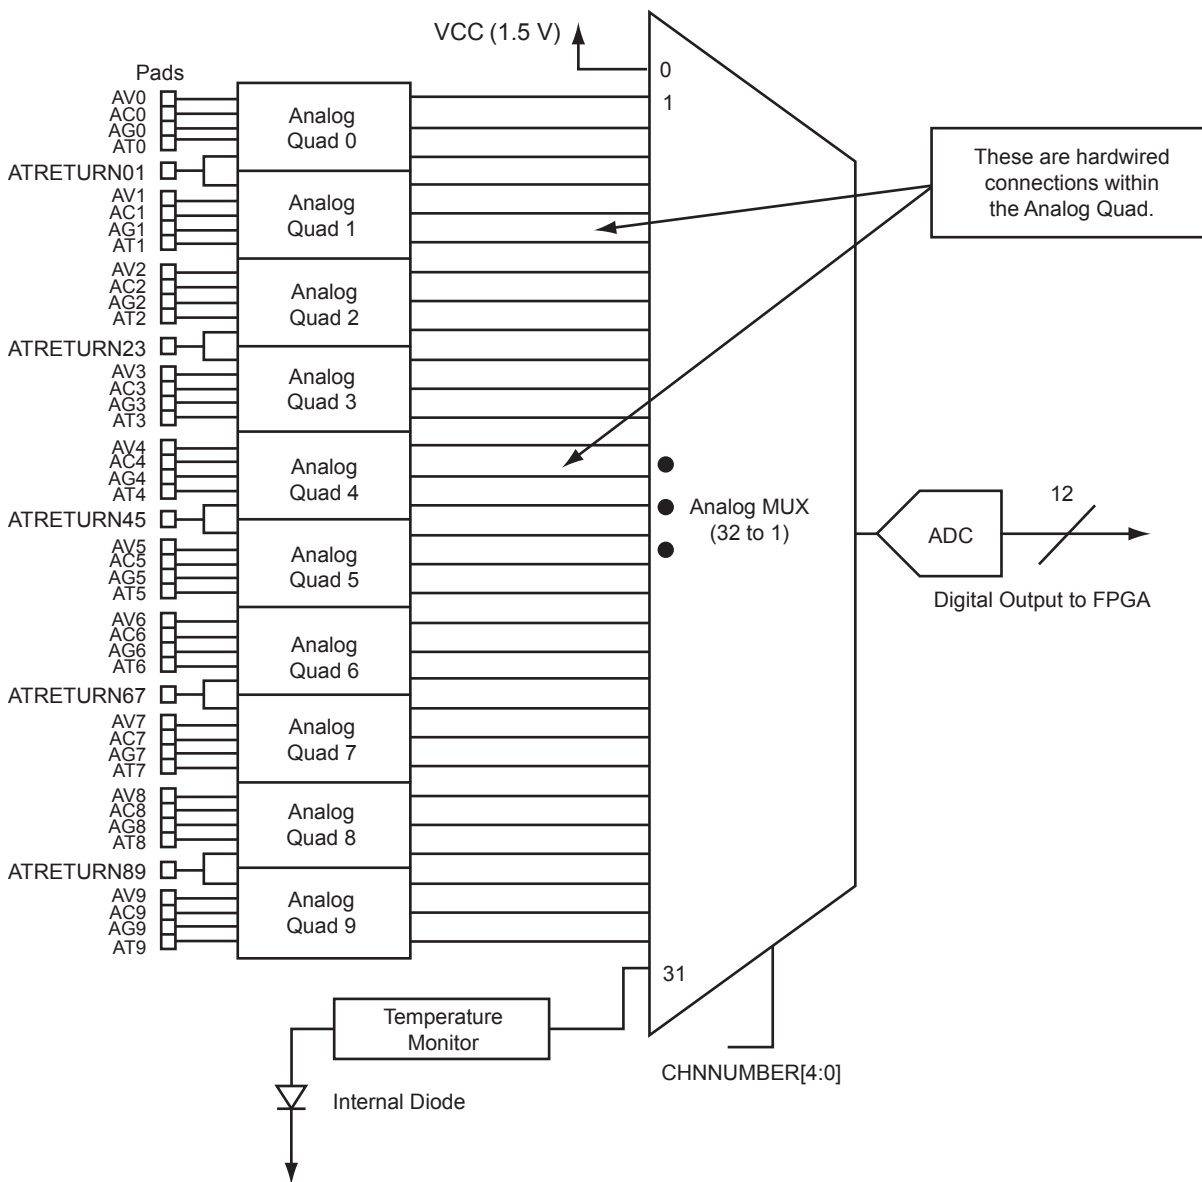 VCC (1.5 V)
0
1
Pads
AV0
AC0
AG0
AT0
Analog
Quad 0
ATRETURN01
AV1
AC1
AG1
AT1
Analog
Quad 1
These are hardwired
connections within
the Analog Quad.
AV2
AC2
AG2
AT2
Analog
Quad 2
ATRETURN23
AV3
AC3
AG3
AT3
Analog
Quad 3
AV4
AC4
AG4
AT4
Analog
Quad 4
ATRETURN45
AV5
AC5
AG5
AT5
Analog
Quad 5
Analog MUX
(32 to 1)
ADC
12
Digital Output to FPGA
AV6
AC6
AG6
AT6
Analog
Quad 6
ATRETURN67
AV7
AC7
AG7
AT7
Analog
Quad 7
AV8
AC8
AG8
AT8
Analog
Quad 8
ATRETURN89
AV9
AC9
AG9
AT9
Analog
Quad 9
31
Temperature
Monitor
CHNNUMBER[4:0]
Internal Diode